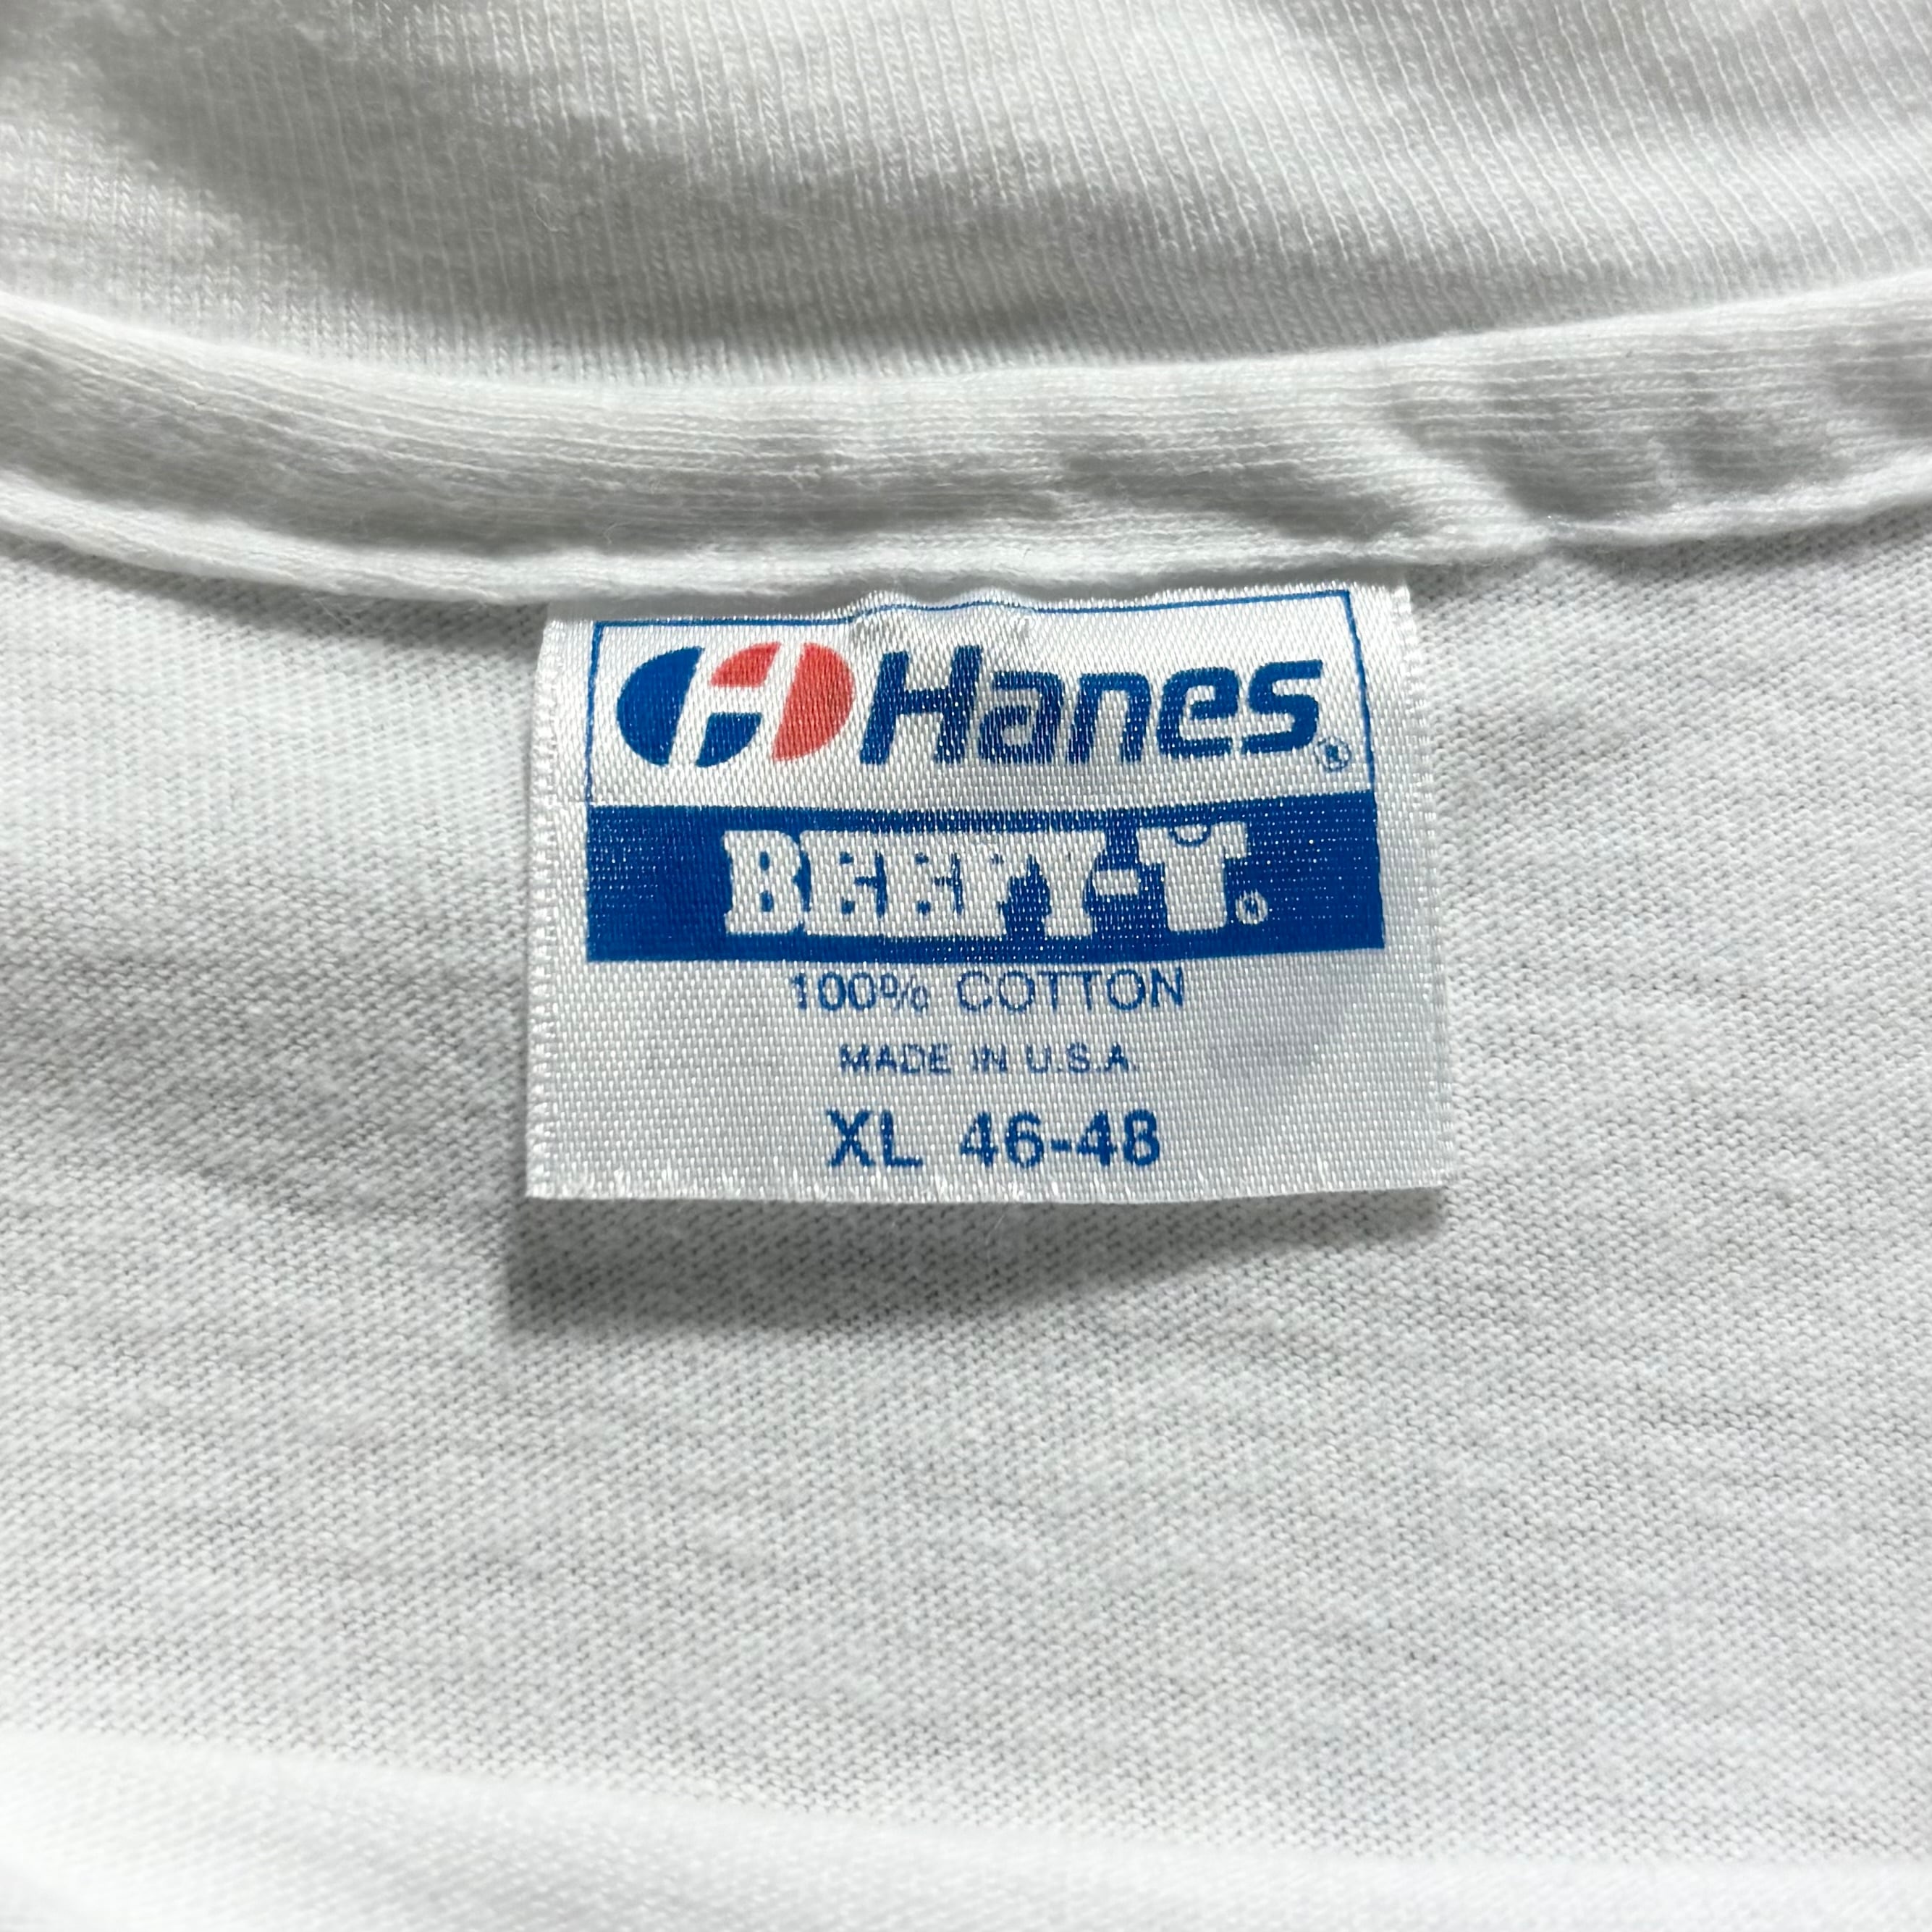 H Hanes®
BEEFY-T®
100% COTTON
MADE IN U.S.A.
XL 46-48